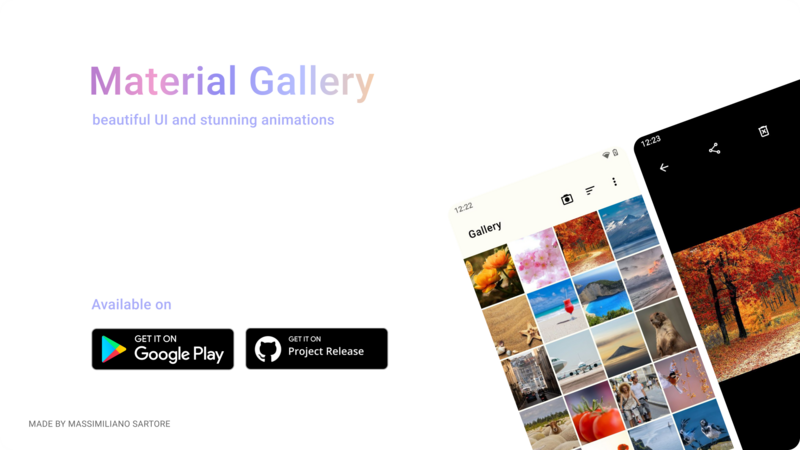 Material Gallery
beautiful UI and stunning animations
Available on
GET IT ON
Google Play
GET IT ON
Project Release
MADE BY MASSIMILIANO SARTORE
12:22
Gallery
12:23